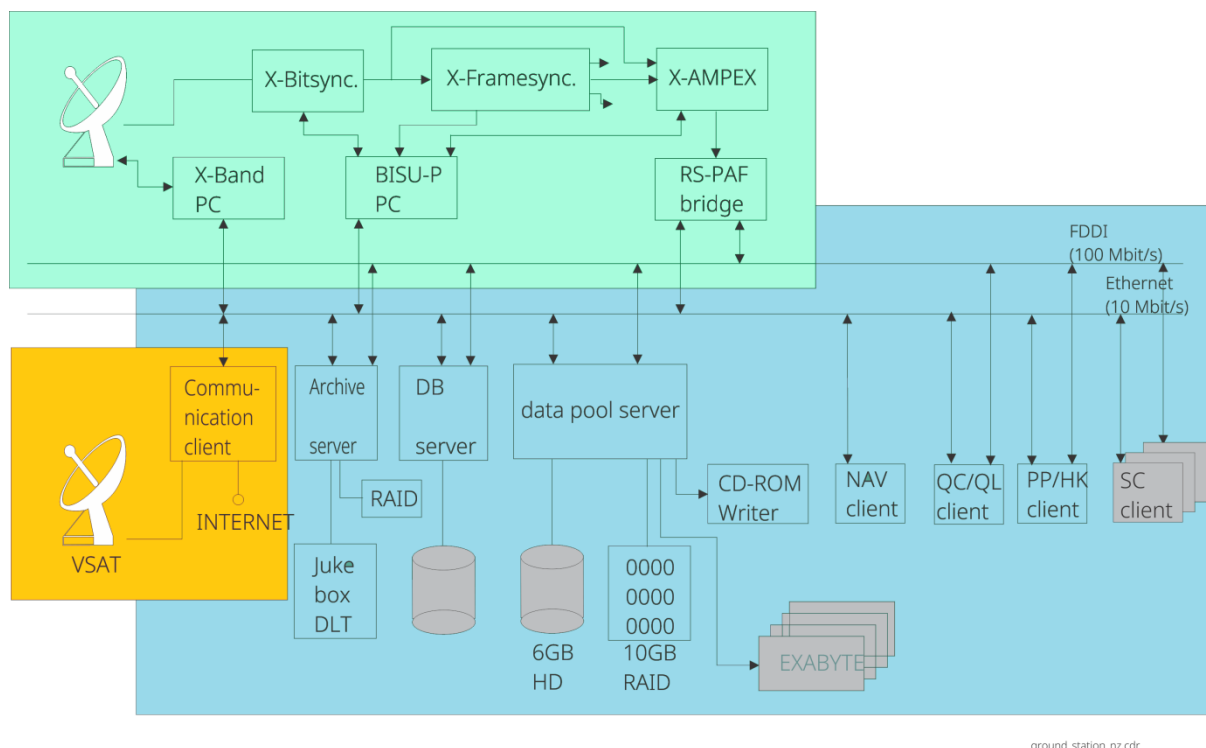 X-Bitsync.
X-Framesync.
X-AMPEX
X-Band
PC
BISU-P
PC
RS-PAF
bridge
FDDI
(100 Mbit/s)
Ethernet
(10 Mbit/s)
Commu-
nication
client
INTERNET
VSAT
Archive
server
RAID
Juke
box
DLT
DB
server
data pool server
6GB
HD
0000
0000
0000
10GB
RAID
CD-ROM
Writer
EXABYTE
NAV
client
QC/QL
client
PP/HK
client
SC
client
ground_station_nz.cdr